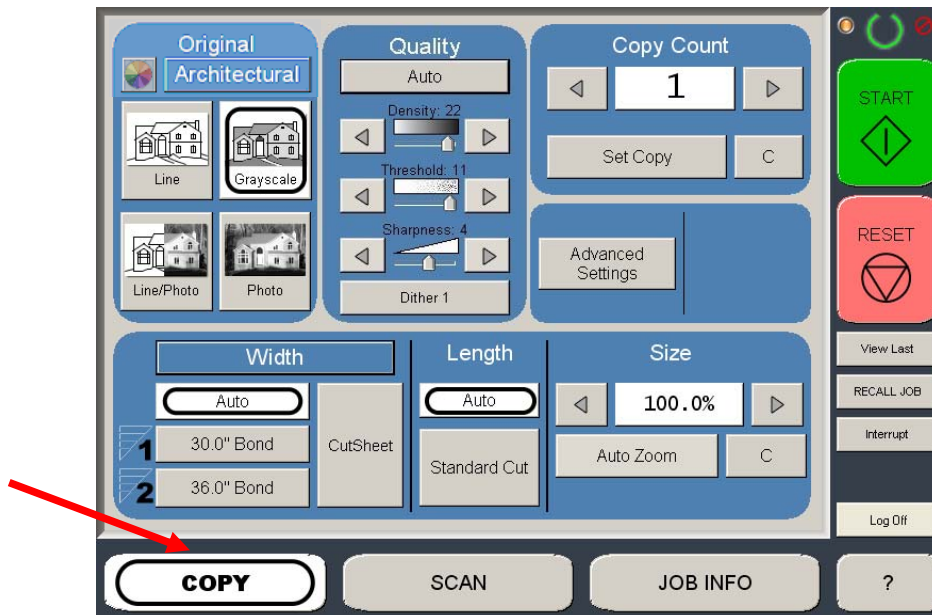 Original
Architectural
Line
Grayscale
Line/Photo
Photo
Quality
Auto
Density: 22
Threshold: 11
Sharpness: 4
Dither 1
Copy Count
1
Set Copy
C
Advanced
Settings
Width
Auto
1
30.0" Bond
2
36.0" Bond
CutSheet
Length
Auto
Standard Cut
Size
100.0%
Auto Zoom
C
START
RESET
View Last
RECALL JOB
Interrupt
Log Off
COPY
SCAN
JOB INFO
?